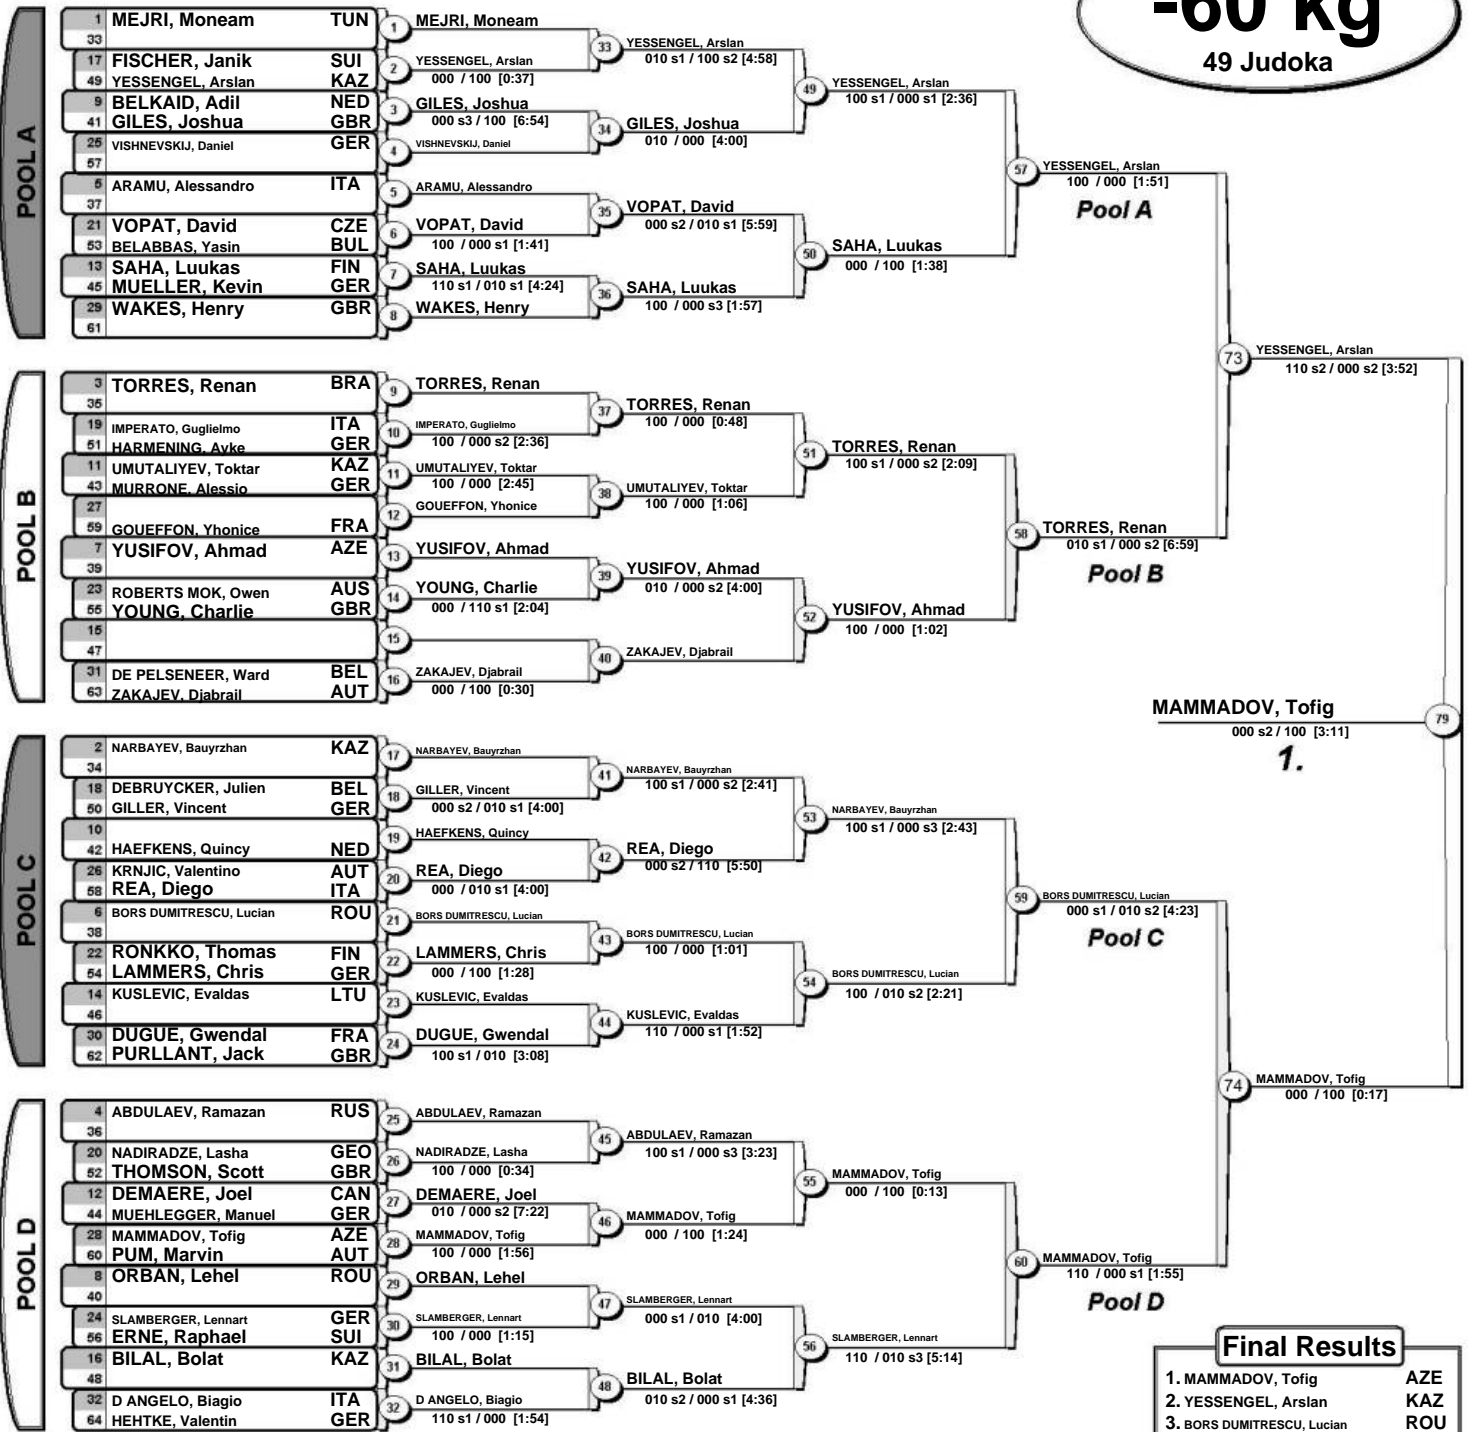 -60 kg
49 Judoka
POOL A
1 MEJRI, Moneam TUN
33
17 FISCHER, Janik SUI
49 YESSENGEL, Arslan KAZ
9 BELKAID, Adil NED
41 GILES, Joshua GBR
25 VISHNEVSKIJ, Daniel GER
57
5 ARAMU, Alessandro ITA
37
21 VOPAT, David CZE
53 BELABBAS, Yasin BUL
13 SAHA, Luukas FIN
45 MUELLER, Kevin GER
29 WAKES, Henry GBR
61
1 MEJRI, Moneam
2 YESSENGEL, Arslan
000 / 100 [0:37]
3 GILES, Joshua
000 s3 / 100 [6:54]
4 VISHNEVSKIJ, Daniel
5 ARAMU, Alessandro
6 VOPAT, David
100 / 000 s1 [1:41]
7 SAHA, Luukas
110 s1 / 010 s1 [4:24]
8 WAKES, Henry
33 YESSENGEL, Arslan
010 s1 / 100 s2 [4:58]
34 GILES, Joshua
010 / 000 [4:00]
35 VOPAT, David
000 s2 / 010 s1 [5:59]
36 SAHA, Luukas
100 / 000 s3 [1:57]
49 YESSENGEL, Arslan
100 s1 / 000 s1 [2:36]
50 SAHA, Luukas
000 / 100 [1:38]
57 YESSENGEL, Arslan
100 / 000 [1:51]
Pool A
POOL B
3 TORRES, Renan BRA
35
19 IMPERATO, Guglielmo ITA
51 HARMENING, Ayke GER
11 UMUTALIYEV, Toktar KAZ
43 MURRONE, Alessio GER
27
59 GOUEFFON, Yhonice FRA
7 YUSIFOV, Ahmad AZE
39
23 ROBERTS MOK, Owen AUS
55 YOUNG, Charlie GBR
15
47
31 DE PELSENEER, Ward BEL
63 ZAKAJEV, Djabrail AUT
9 TORRES, Renan
10 IMPERATO, Guglielmo
100 / 000 s2 [2:36]
11 UMUTALIYEV, Toktar
100 / 000 [2:45]
12 GOUEFFON, Yhonice
13 YUSIFOV, Ahmad
14 YOUNG, Charlie
000 / 110 s1 [2:04]
15
16 ZAKAJEV, Djabrail
000 / 100 [0:30]
37 TORRES, Renan
100 / 000 [0:48]
38 UMUTALIYEV, Toktar
100 / 000 [1:06]
39 YUSIFOV, Ahmad
010 / 000 s2 [4:00]
40 ZAKAJEV, Djabrail
51 TORRES, Renan
100 s1 / 000 s2 [2:09]
52 YUSIFOV, Ahmad
100 / 000 [1:02]
58 TORRES, Renan
010 s1 / 000 s2 [6:59]
Pool B
73 YESSENGEL, Arslan
110 s2 / 000 s2 [3:52]
MAMMADOV, Tofig 79
000 s2 / 100 [3:11]
1.
POOL C
2 NARBAYEV, Bauyrzhan KAZ
34
18 DEBRUYCKER, Julien BEL
50 GILLER, Vincent GER
10
42 HAEFKENS, Quincy NED
26 KRNJIC, Valentino AUT
58 REA, Diego ITA
6 BORS DUMITRESCU, Lucian ROU
38
22 RONKKO, Thomas FIN
54 LAMMERS, Chris GER
14 KUSLEVIC, Evaldas LTU
46
30 DUGUE, Gwendal FRA
62 PURLLANT, Jack GBR
17 NARBAYEV, Bauyrzhan
18 GILLER, Vincent
000 s2 / 010 s1 [4:00]
19 HAEFKENS, Quincy
20 REA, Diego
000 / 010 s1 [4:00]
21 BORS DUMITRESCU, Lucian
22 LAMMERS, Chris
000 / 100 [1:28]
23 KUSLEVIC, Evaldas
24 DUGUE, Gwendal
100 s1 / 010 [3:08]
41 NARBAYEV, Bauyrzhan
100 s1 / 000 s2 [2:41]
42 REA, Diego
000 s2 / 110 [5:50]
43 BORS DUMITRESCU, Lucian
100 / 000 [1:01]
44 KUSLEVIC, Evaldas
110 / 000 s1 [1:52]
53 NARBAYEV, Bauyrzhan
100 s1 / 000 s3 [2:43]
54 BORS DUMITRESCU, Lucian
100 / 010 s2 [2:21]
59 BORS DUMITRESCU, Lucian
000 s1 / 010 s2 [4:23]
Pool C
POOL D
4 ABDULAEV, Ramazan RUS
36
20 NADIRADZE, Lasha GEO
52 THOMSON, Scott GBR
12 DEMAERE, Joel CAN
44 MUEHLEGGER, Manuel GER
28 MAMMADOV, Tofig AZE
60 PUM, Marvin AUT
8 ORBAN, Lehel ROU
40
24 SLAMBERGER, Lennart GER
56 ERNE, Raphael SUI
16 BILAL, Bolat KAZ
48
32 D ANGELO, Biagio ITA
64 HEHTKE, Valentin GER
25 ABDULAEV, Ramazan
26 NADIRADZE, Lasha
100 / 000 [0:34]
27 DEMAERE, Joel
010 / 000 s2 [7:22]
28 MAMMADOV, Tofig
100 / 000 [1:56]
29 ORBAN, Lehel
30 SLAMBERGER, Lennart
100 / 000 [1:15]
31 BILAL, Bolat
32 D ANGELO, Biagio
110 s1 / 000 [1:54]
45 ABDULAEV, Ramazan
100 s1 / 000 s3 [3:23]
46 MAMMADOV, Tofig
000 / 100 [1:24]
47 SLAMBERGER, Lennart
000 s1 / 010 [4:00]
48 BILAL, Bolat
010 s2 / 000 s1 [4:36]
55 MAMMADOV, Tofig
000 / 100 [0:13]
56 SLAMBERGER, Lennart
110 / 010 s3 [5:14]
60 MAMMADOV, Tofig
110 / 000 s1 [1:55]
Pool D
74 MAMMADOV, Tofig
000 / 100 [0:17]
Final Results
1. MAMMADOV, Tofig AZE
2. YESSENGEL, Arslan KAZ
3. BORS DUMITRESCU, Lucian ROU